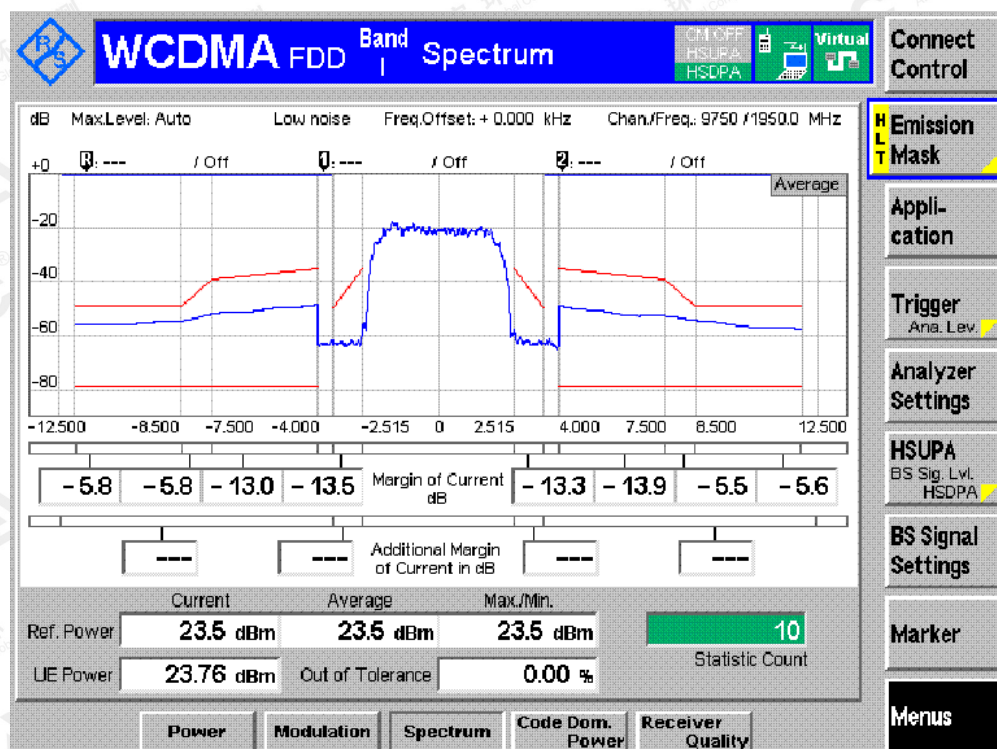 R S
WCDMA FDD Band I Spectrum
CM OFF
HSUPA
HSDPA
Virtual
Connect Control
dB Max.Level: Auto Low noise Freq.Offset: + 0.000 kHz Chan./Freq.: 9750 / 1950.0 MHz
R: --- / Off 1: --- / Off 2: --- / Off
Average
+0
-20
-40
-60
-80
-12.500 -8.500 -7.500 -4.000 -2.515 0 2.515 4.000 7.500 8.500 12.500
- 5.8 - 5.8 - 13.0 - 13.5 Margin of Current dB - 13.3 - 13.9 - 5.5 - 5.6
--- --- Additional Margin of Current in dB --- ---
Current Average Max./Min.
Ref. Power 23.5 dBm 23.5 dBm 23.5 dBm 10
Statistic Count
UE Power 23.76 dBm Out of Tolerance 0.00 %
Power Modulation Spectrum Code Dom. Power Receiver Quality
HLT
Emission Mask
Appli-
cation
Trigger
Ana. Lev.
Analyzer
Settings
HSUPA
BS Sig. Lvl.
HSDPA
BS Signal
Settings
Marker
Menus